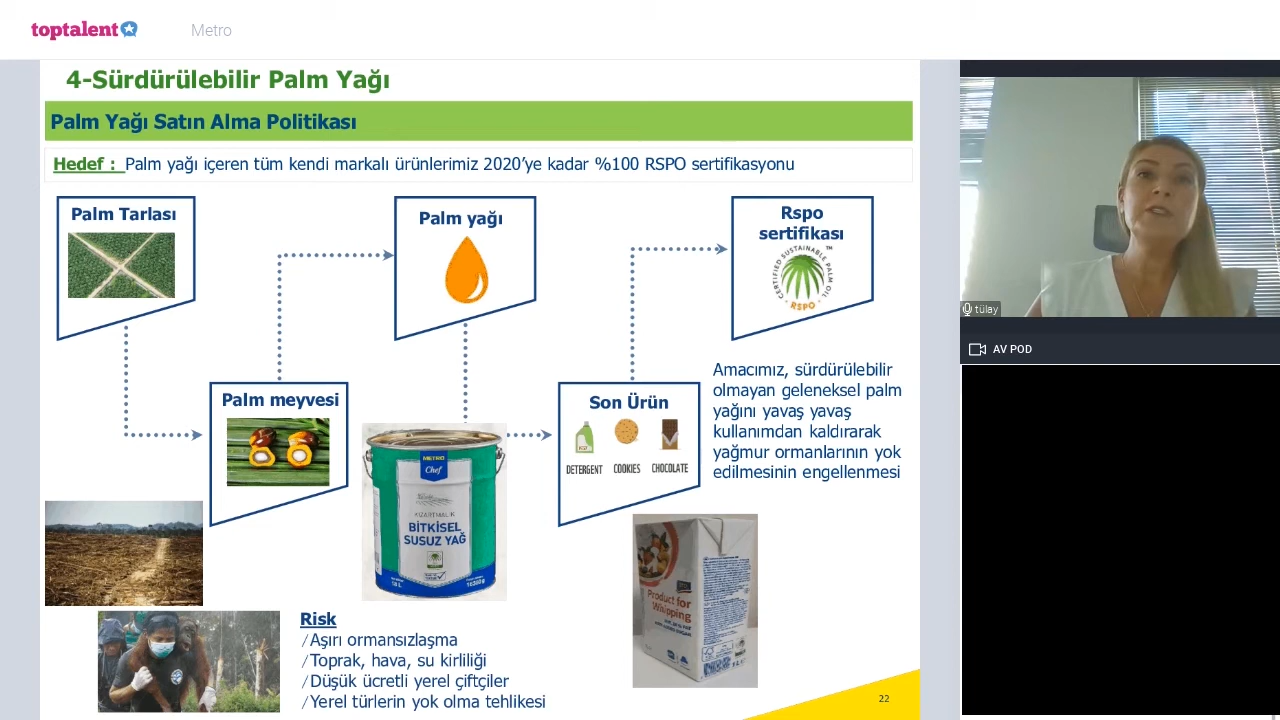 toptalent
Metro
4-Sürdürülebilir Palm Yağı
Palm Yağı Satın Alma Politikası
Hedef : Palm yağı içeren tüm kendi markalı ürünlerimiz 2020’ye kadar %100 RSPO sertifikasyonu
Palm Tarlası
Palm yağı
Rspo
sertifikası
CERTIFIED SUSTAINABLE PALM OIL
TM
RSPO
Palm meyvesi
Son Ürün
DETERGENT
COOKIES
CHOCOLATE
Amacımız, sürdürülebilir
olmayan geleneksel palm
yağını yavaş yavaş
kullanımdan kaldırarak
yağmur ormanlarının yok
edilmesinin engellenmesi
METRO
Chef
KIZARTMALIK
BİTKİSEL
SUSUZ YAĞ
Product for
Whipping
Risk
/Aşırı ormansızlaşma
/Toprak, hava, su kirliliği
/Düşük ücretli yerel çiftçiler
/Yerel türlerin yok olma tehlikesi
22
tülay
AV POD